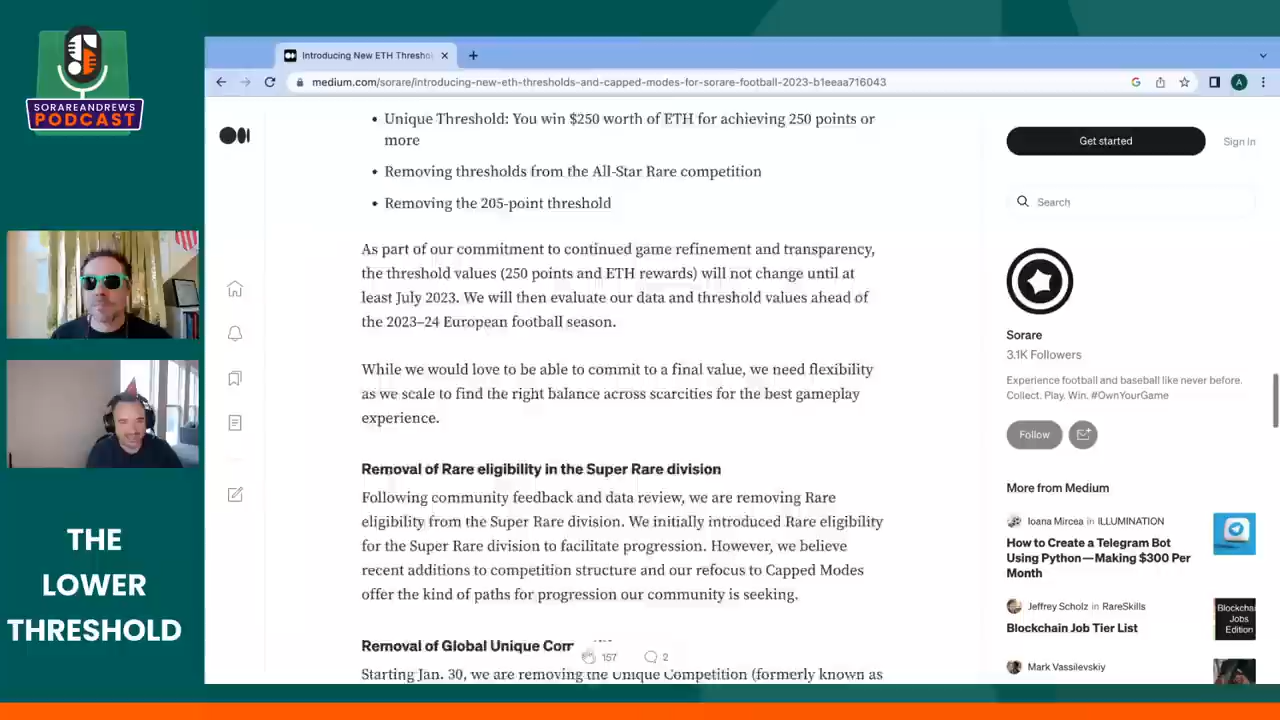 SORAREANDREWS
PODCAST
THE
LOWER
THRESHOLD
Introducing New ETH Thresho
medium.com/sorare/introducing-new-eth-thresholds-and-capped-modes-for-sorare-football-2023-b1eeaa716043
A
Unique Threshold: You win $250 worth of ETH for achieving 250 points or
more
Removing thresholds from the All-Star Rare competition
Removing the 205-point threshold
As part of our commitment to continued game refinement and transparency,
the threshold values (250 points and ETH rewards) will not change until at
least July 2023. We will then evaluate our data and threshold values ahead of
the 2023–24 European football season.
While we would love to be able to commit to a final value, we need flexibility
as we scale to find the right balance across scarcities for the best gameplay
experience.
Removal of Rare eligibility in the Super Rare division
Following community feedback and data review, we are removing Rare
eligibility from the Super Rare division. We initially introduced Rare eligibility
for the Super Rare division to facilitate progression. However, we believe
recent additions to competition structure and our refocus to Capped Modes
offer the kind of paths for progression our community is seeking.
Removal of Global Unique Com
157
2
Starting Jan. 30, we are removing the Unique Competition (formerly known as
Get started
Sign In
Search
Sorare
3.1K Followers
Experience football and baseball like never before.
Collect. Play. Win. #OwnYourGame
Follow
More from Medium
Ioana Mircea in ILLUMINATION
How to Create a Telegram Bot
Using Python—Making $300 Per
Month
Jeffrey Scholz in RareSkills
Blockchain Job Tier List
Blockchai
Jobs
Edition
Mark Vassilevskiy